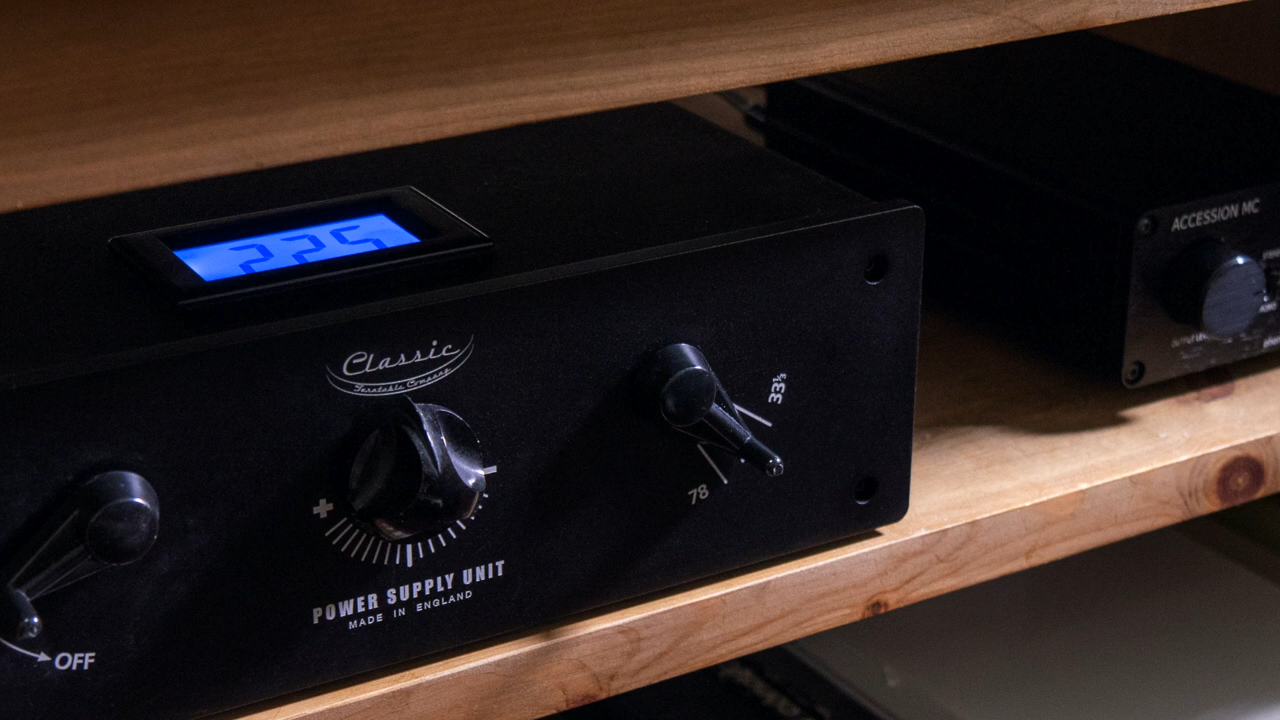 225
Classic
Turntable Company
+
33⅓
78
POWER SUPPLY UNIT
MADE IN ENGLAND
OFF
ACCESSION MC